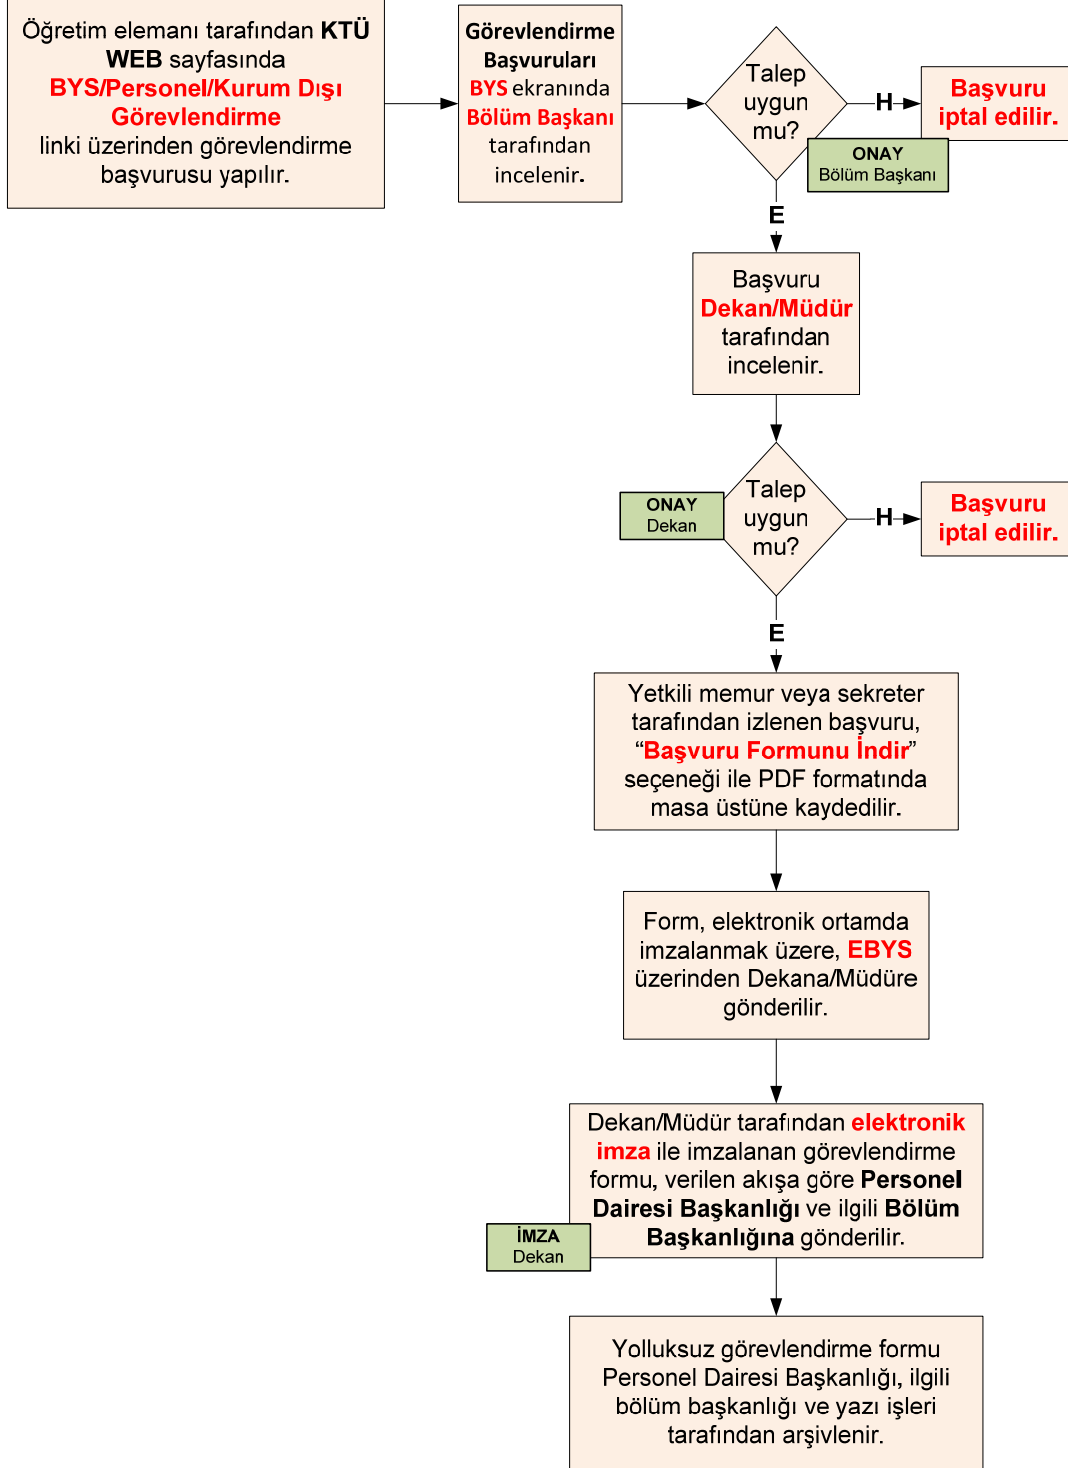 Öğretim elemanı tarafından KTÜ
WEB sayfasında
BYS/Personel/Kurum Dışı
Görevlendirme
linki üzerinden görevlendirme
başvurusu yapılır.
Görevlendirme
Başvuruları
BYS ekranında
Bölüm Başkanı
tarafından
incelenir.
Talep
uygun
mu?
H
Başvuru
iptal edilir.
ONAY
Bölüm Başkanı
E
Başvuru
Dekan/Müdür
tarafından
incelenir.
Talep
uygun
mu?
ONAY
Dekan
H
Başvuru
iptal edilir.
E
Yetkili memur veya sekreter
tarafından izlenen başvuru,
“Başvuru Formunu İndir”
seçeneği ile PDF formatında
masa üstüne kaydedilir.
Form, elektronik ortamda
imzalanmak üzere, EBYS
üzerinden Dekana/Müdüre
gönderilir.
Dekan/Müdür tarafından elektronik
imza ile imzalanan görevlendirme
formu, verilen akışa göre Personel
Dairesi Başkanlığı ve ilgili Bölüm
Başkanlığına gönderilir.
İMZA
Dekan
Yolluksuz görevlendirme formu
Personel Dairesi Başkanlığı, ilgili
bölüm başkanlığı ve yazı işleri
tarafından arşivlenir.